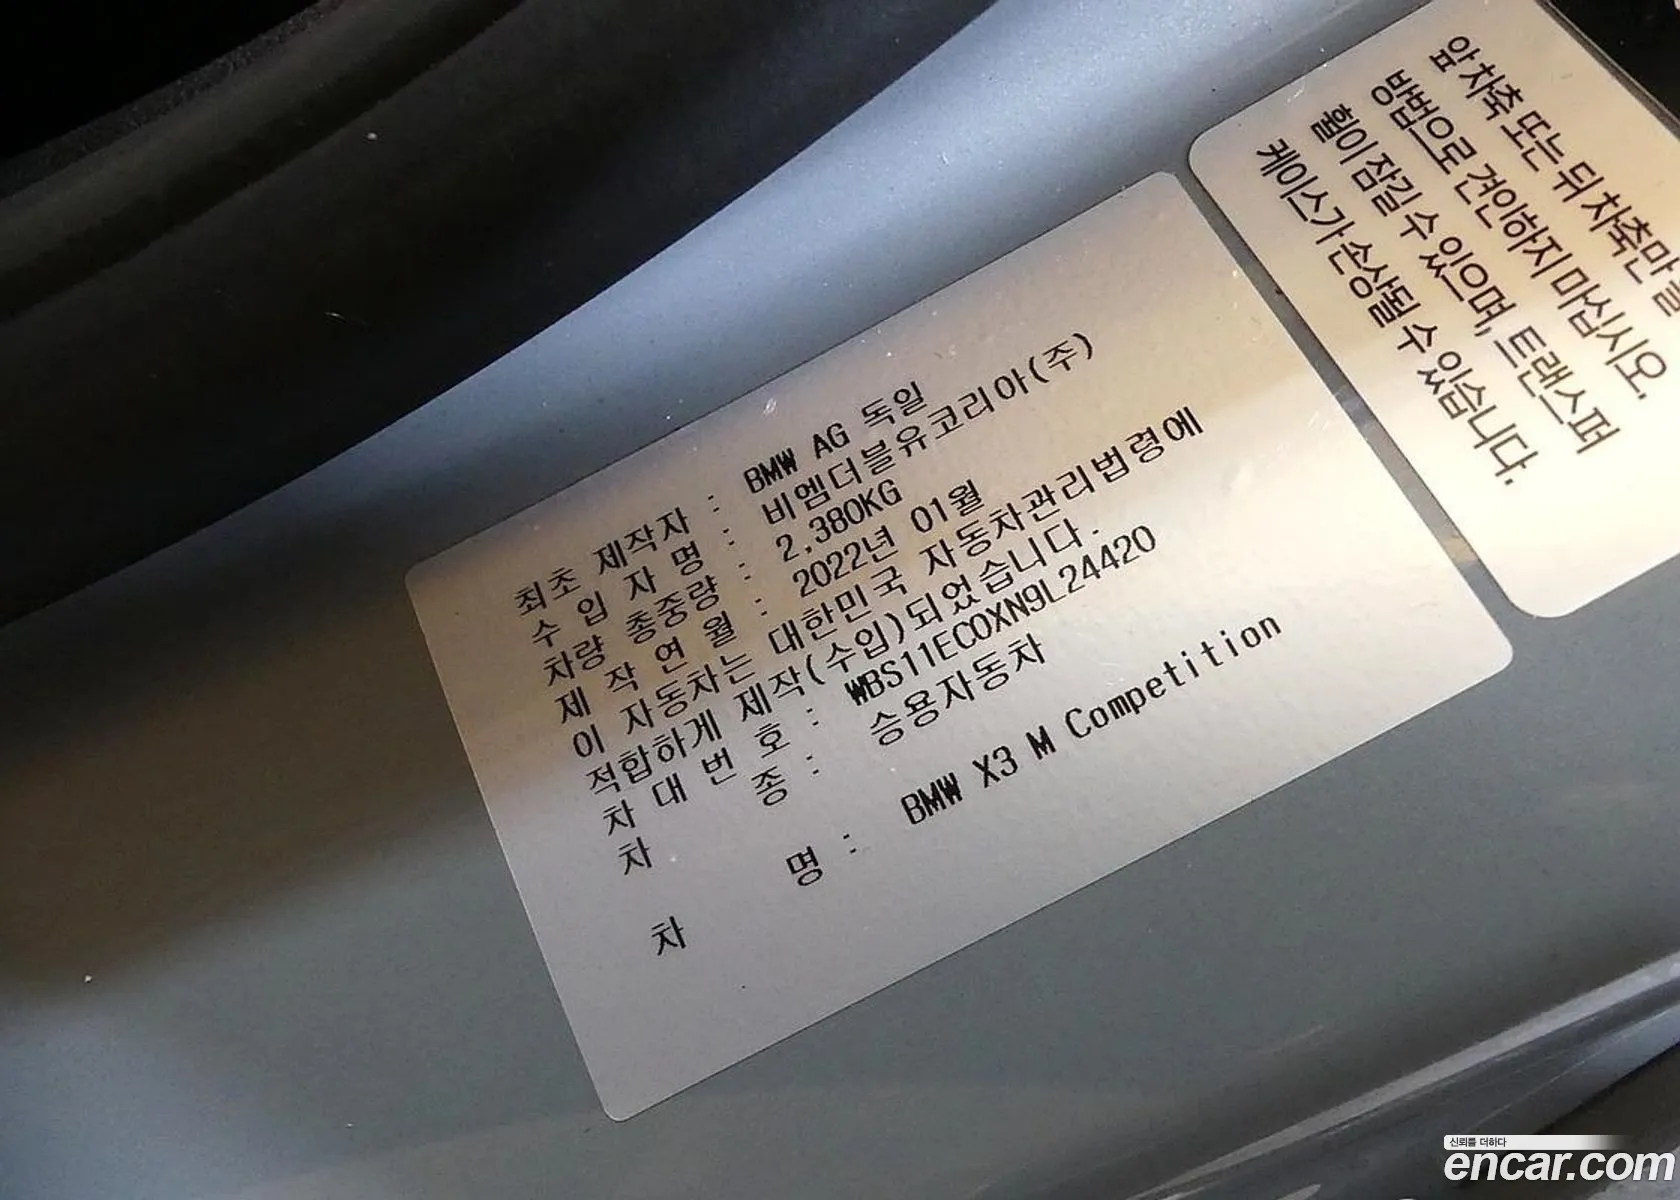 최초 제작자 : BMW AG 독일
수 입 자 명 : 비엠더블유코리아(주)
차량 총중량 : 2,380KG
제 작 연 월 : 2022년 01월
이 자동차는 대한민국 자동차관리법령에
적합하게 제작(수입)되었습니다.
차 대 번 호 : WBS11EC0XN9L24420
차 종 : 승용자동차
차 명 : BMW X3 M Competition
앞 차축 또는 뒤 차축만 들
방법으로 견인하지 마십시오.
휠이 잠길 수 있으며, 트랜스퍼
케이스가 손상될 수 있습니다.
신뢰를 더하다
encar.com